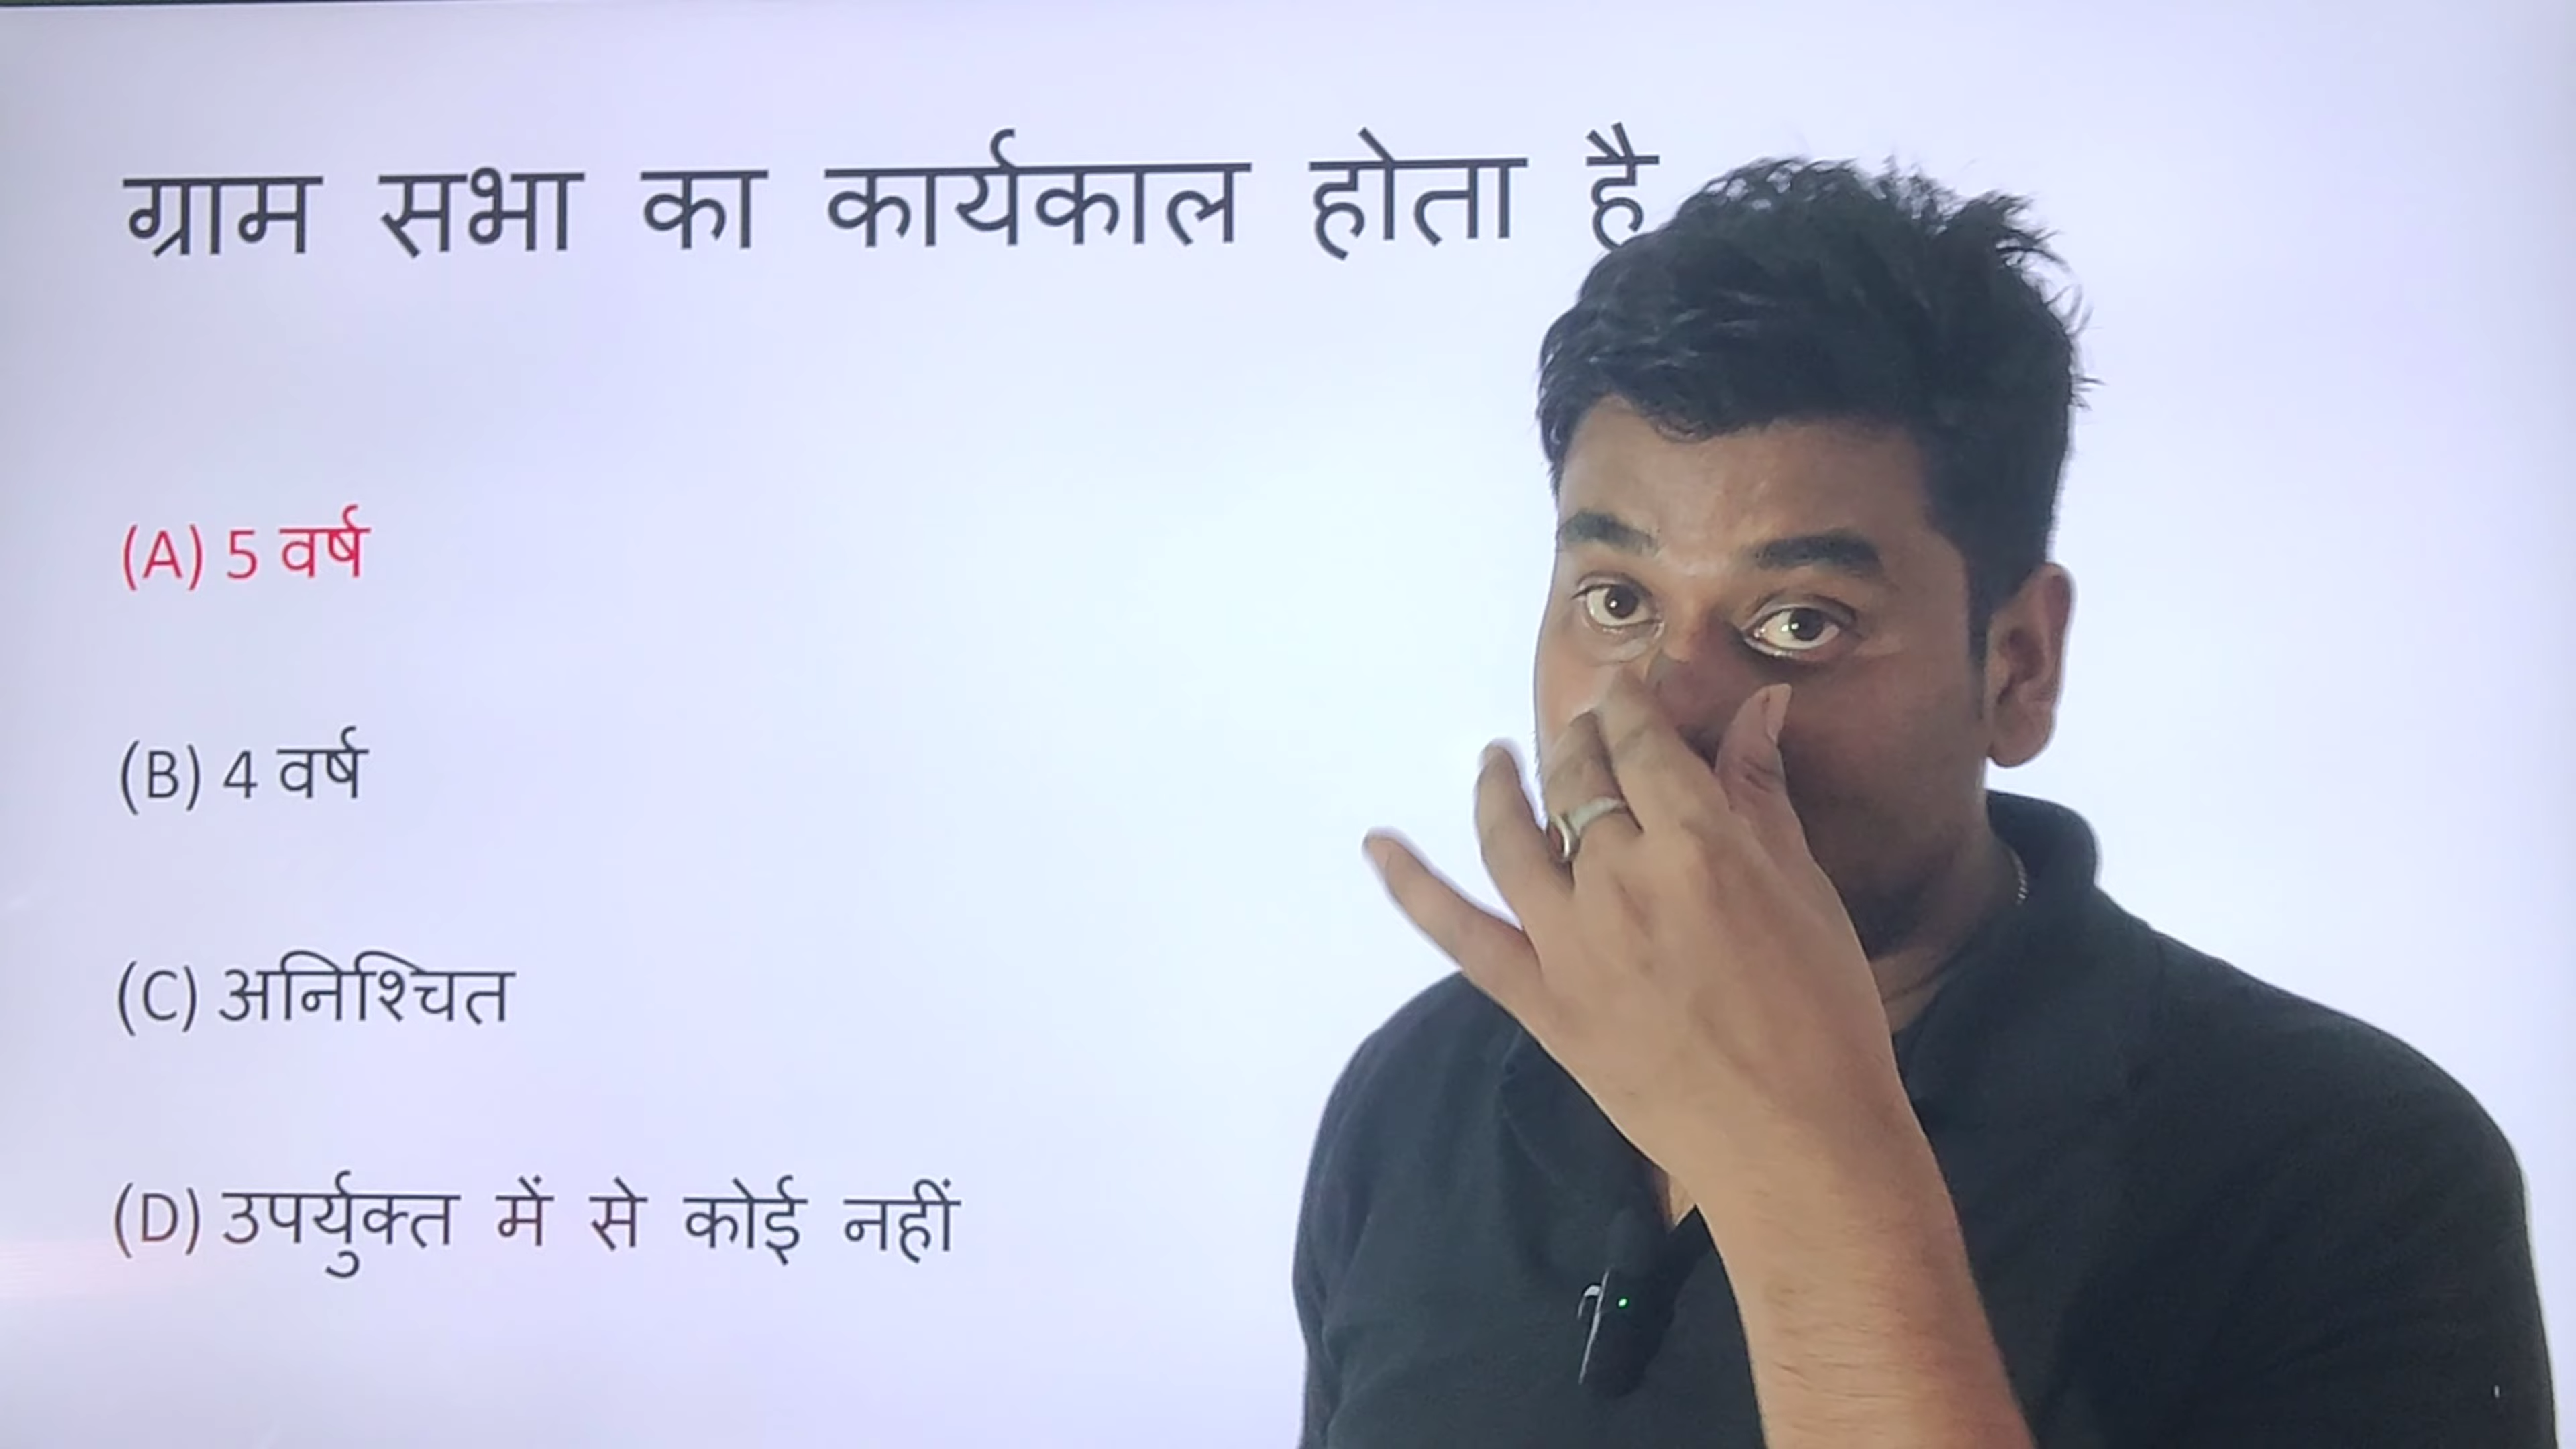 ग्राम सभा का कार्यकाल होता है
(A) 5 वर्ष
(B) 4 वर्ष
(C) अनिश्चित
(D) उपर्युक्त में से कोई नहीं